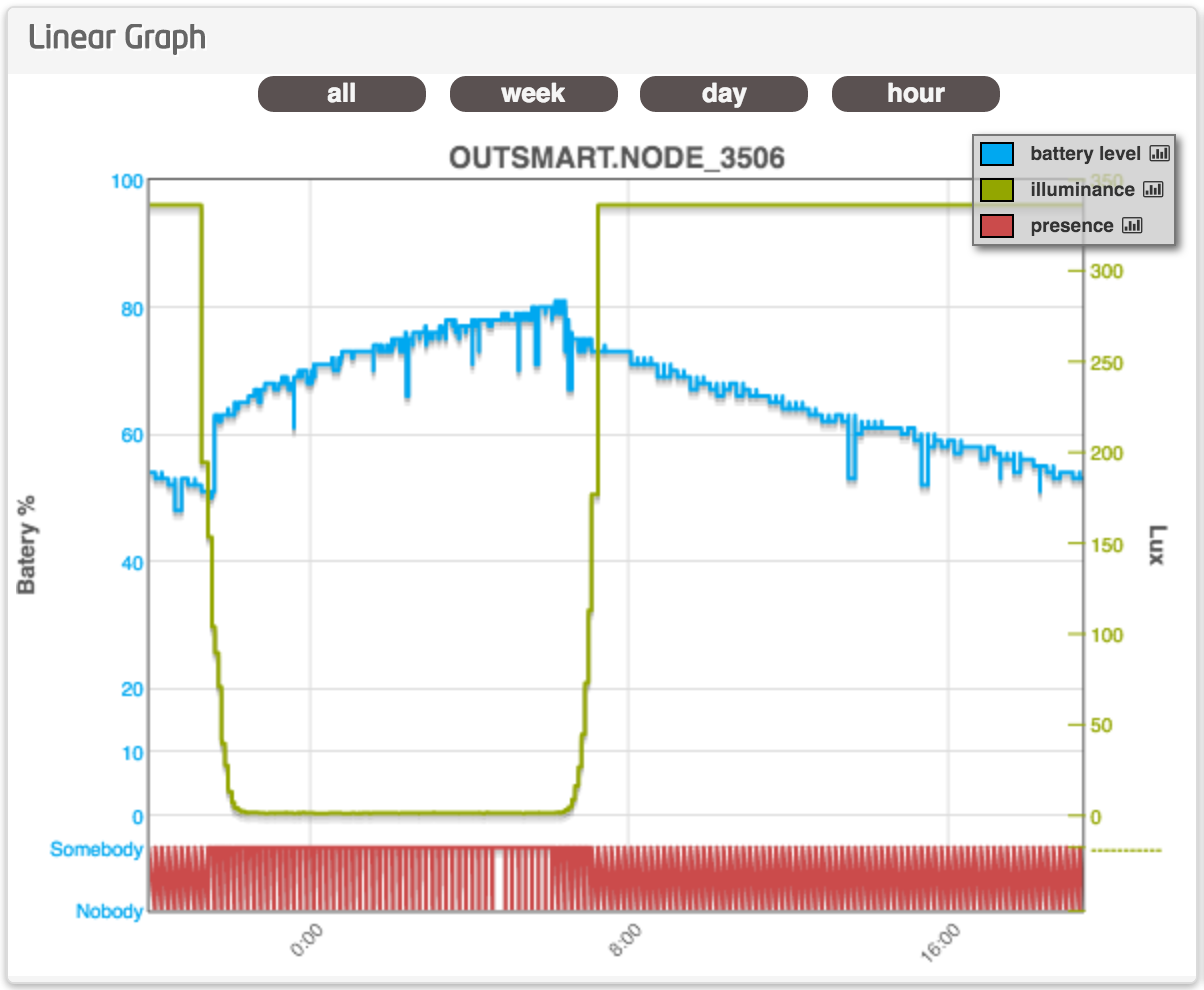 Linear Graph
all week day hour
OUTSMART.NODE_3506
battery level
illuminance
presence
100
80
60
40
20
10
0
Somebody
Nobody
Batery %
350
300
250
200
150
100
50
0
Lux
0:00 8:00 16:00